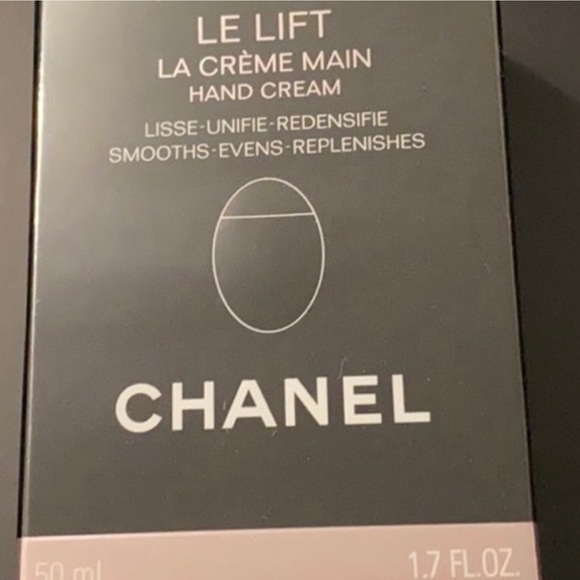 LE LIFT
LA CRÈME MAIN
HAND CREAM
LISSE-UNIFIE-REDENSIFIE
SMOOTHS-EVENS-REPLENISHES
CHANEL
50 ml 1.7 FL.OZ.